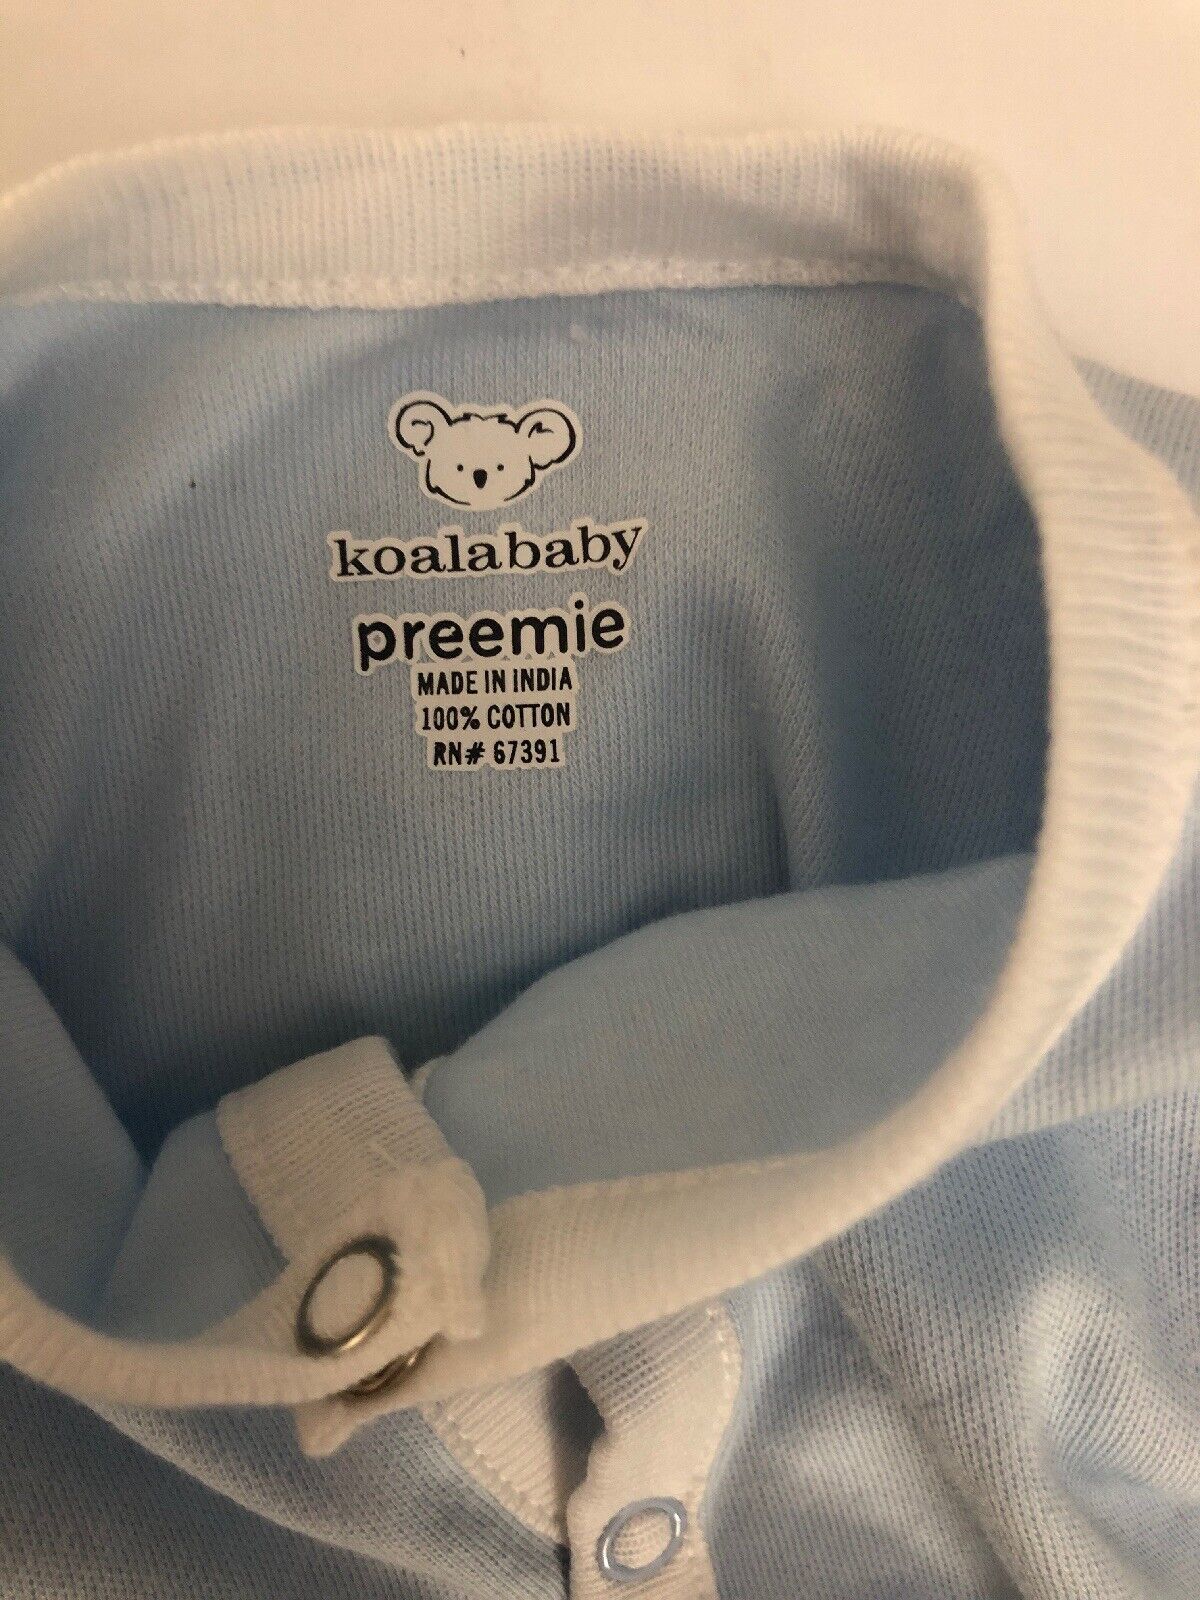 koalababy
preemie
MADE IN INDIA
100% COTTON
RN# 67391